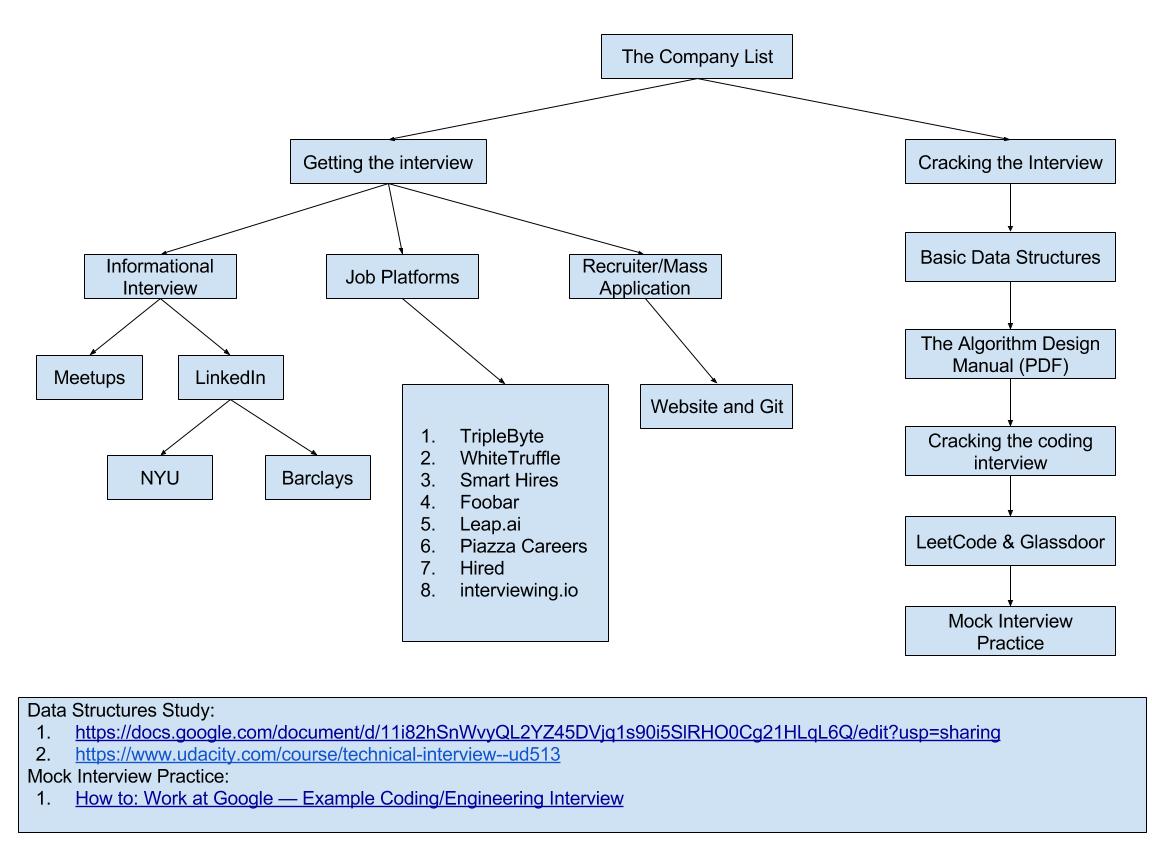 The Company List
Getting the interview
Cracking the Interview
Informational
Interview
Job Platforms
Recruiter/Mass
Application
Basic Data Structures
The Algorithm Design
Manual (PDF)
Meetups
LinkedIn
Website and Git
NYU
Barclays
1. TripleByte
2. WhiteTruffle
3. Smart Hires
4. Foobar
5. Leap.ai
6. Piazza Careers
7. Hired
8. interviewing.io
Cracking the coding
interview
LeetCode & Glassdoor
Mock Interview
Practice
Data Structures Study:
1. https://docs.google.com/document/d/11i82hSnWvyQL2YZ45DVjq1s90i5SlRHO0Cg21HLqL6Q/edit?usp=sharing
2. https://www.udacity.com/course/technical-interview--ud513
Mock Interview Practice:
1. How to: Work at Google — Example Coding/Engineering Interview